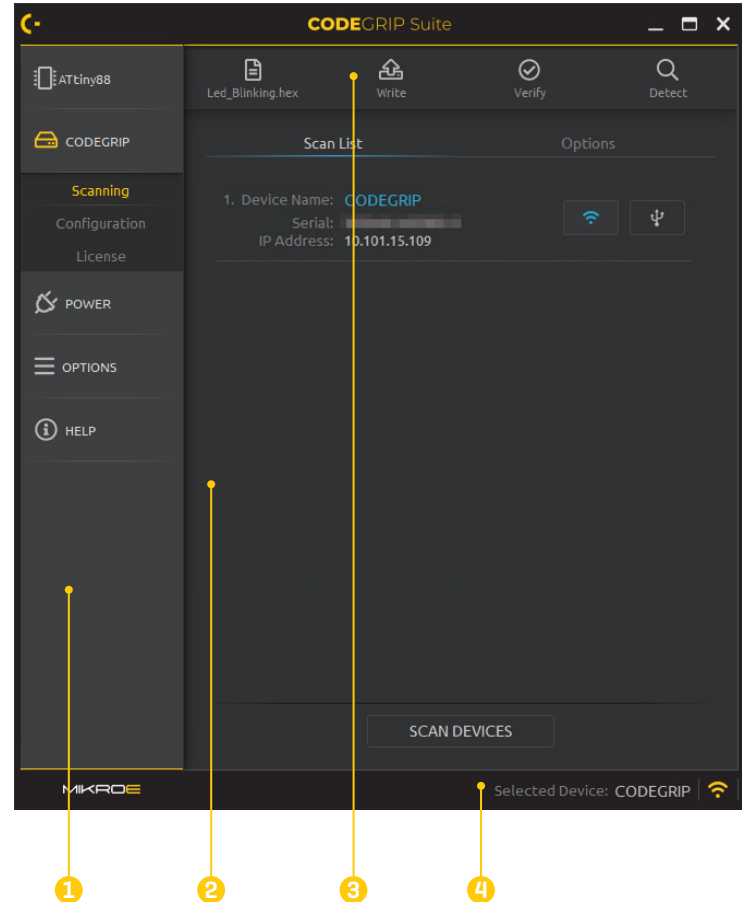 CODEGRIP Suite
ATtiny88
Led_Blinking.hex
Write
Verify
Detect
CODEGRIP
Scanning
Configuration
License
POWER
OPTIONS
HELP
Scan List
Options
1. Device Name: CODEGRIP
Serial:
IP Address: 10.101.15.109
SCAN DEVICES
MIKROE
Selected Device: CODEGRIP
1
2
3
4